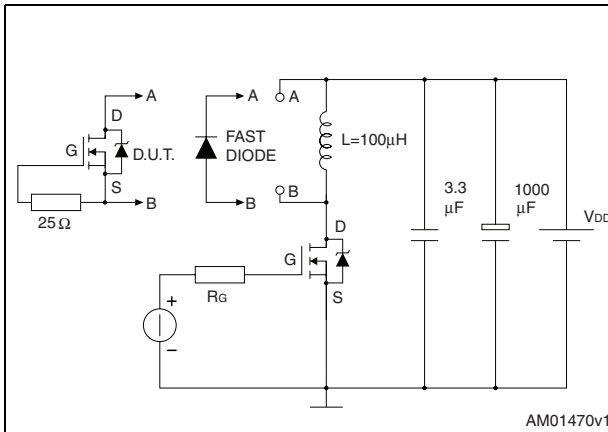 A
A
A
D
G
D.U.T.
FAST
DIODE
L=100µH
S
B
B
B
25 Ω
3.3
µF
1000
µF
VDD
D
G
RG
S
+
−
AM01470v1